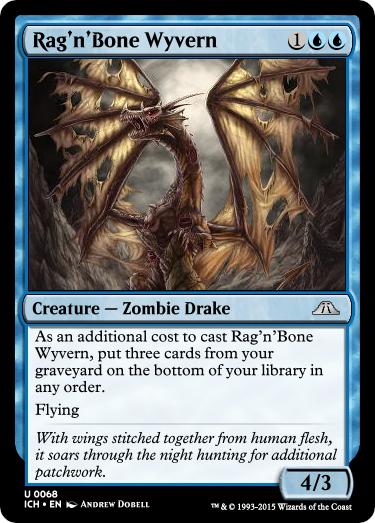 Rag'n'Bone Wyvern 1
Creature — Zombie Drake
As an additional cost to cast Rag'n'Bone
Wyvern, put three cards from your
graveyard on the bottom of your library in
any order.
Flying
With wings stitched together from human flesh,
it soars through the night hunting for additional
patchwork.
4/3
U 0068
ICH • EN Andrew Dobell
™ & © 1993-2015 Wizards of the Coast